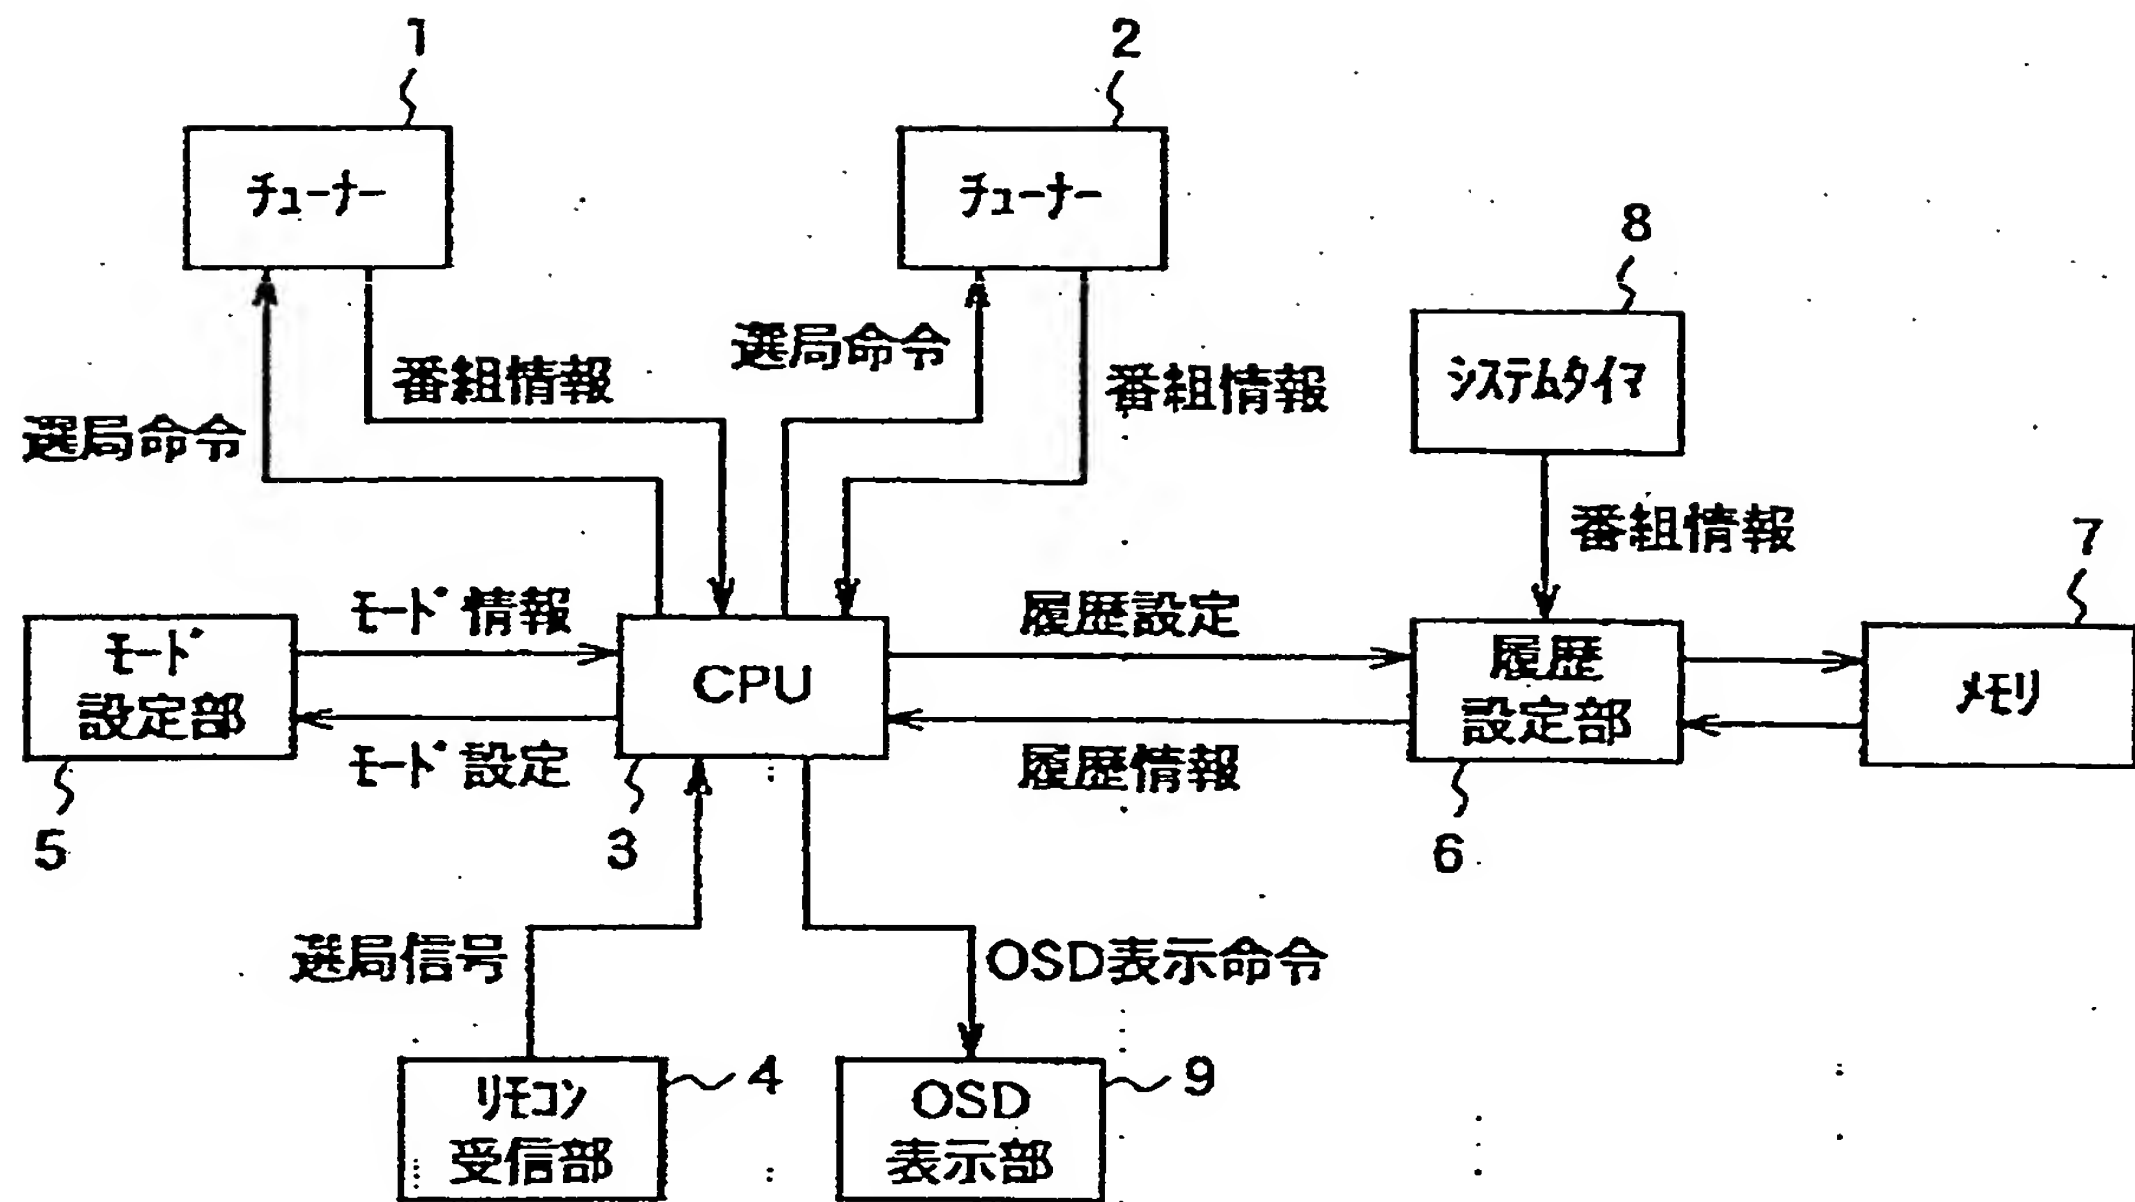 1
2
チューナー
チューナー
8
選局命令
番組情報
番組情報
システムタイマ
選局命令
番組情報
7
モード情報
履歴設定
モード
設定部
CPU
履歴
設定部
メモリ
モード設定
履歴情報
5
3
6
選局信号
OSD表示命令
リモコン
受信部
4
OSD
表示部
9